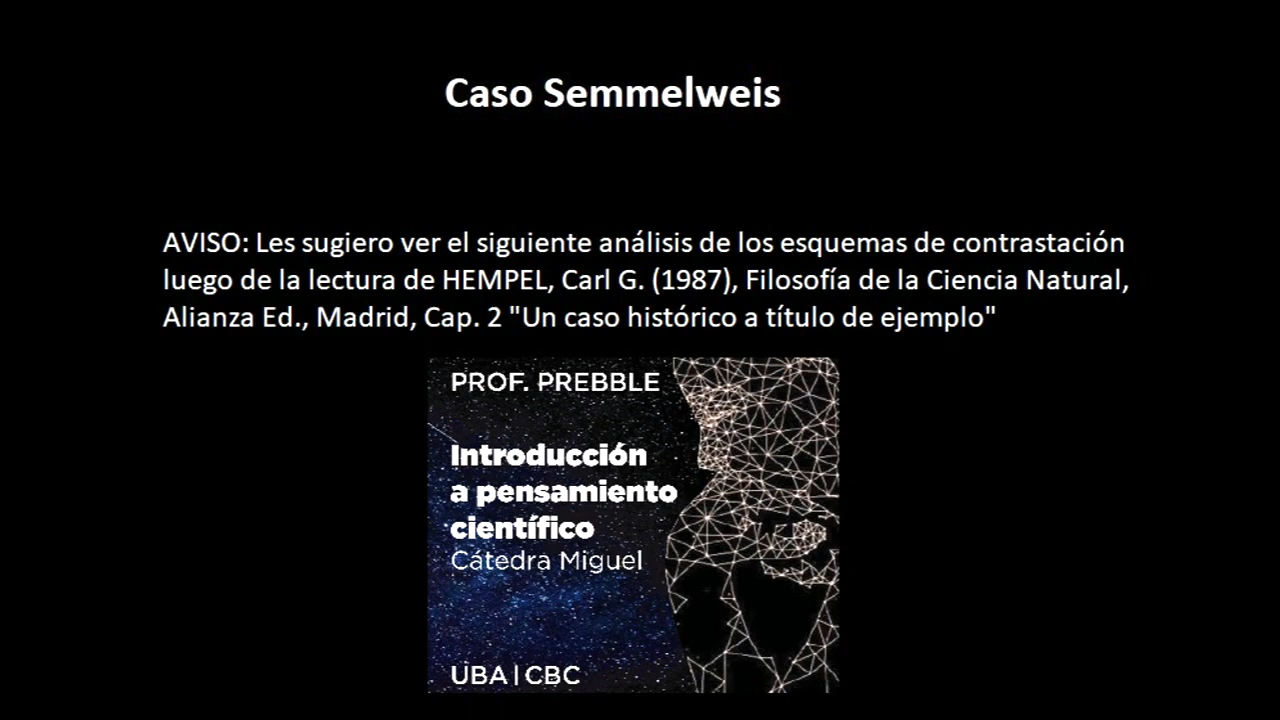 Caso Semmelweis
AVISO: Les sugiero ver el siguiente análisis de los esquemas de contrastación
luego de la lectura de HEMPEL, Carl G. (1987), Filosofía de la Ciencia Natural,
Alianza Ed., Madrid, Cap. 2 "Un caso histórico a título de ejemplo"
PROF. PREBBLE
Introducción
a pensamiento
científico
Cátedra Miguel
UBA | CBC